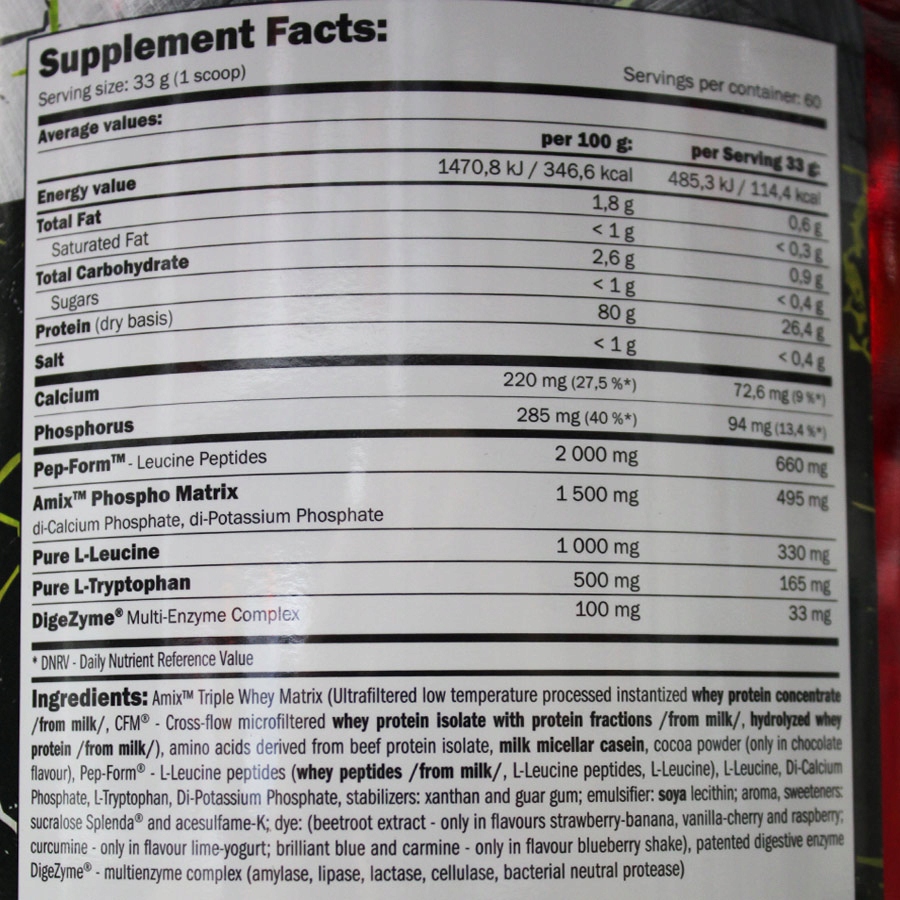 Supplement Facts:
Serving size: 33 g (1 scoop) Servings per container: 60
Average values:
per 100 g: per Serving 33 g:
Energy value 1470,8 kJ / 346,6 kcal 485,3 kJ / 114,4 kcal
Total Fat 1,8 g 0,6 g
Saturated Fat < 1 g < 0,3 g
Total Carbohydrate 2,6 g 0,9 g
Sugars < 1 g < 0,4 g
Protein (dry basis) 80 g 26,4 g
Salt < 1 g < 0,4 g
Calcium 220 mg (27,5 %*) 72,6 mg (9 %*)
Phosphorus 285 mg (40 %*) 94 mg (13,4 %*)
Pep-Form™ - Leucine Peptides 2 000 mg 660 mg
Amix™ Phospho Matrix 1 500 mg 495 mg
di-Calcium Phosphate, di-Potassium Phosphate
Pure L-Leucine 1 000 mg 330 mg
Pure L-Tryptophan 500 mg 165 mg
DigeZyme® Multi-Enzyme Complex 100 mg 33 mg
* DNRV - Daily Nutrient Reference Value
Ingredients: Amix™ Triple Whey Matrix (Ultrafiltered low temperature processed instantized whey protein concentrate
/from milk/, CFM® - Cross-flow microfiltered whey protein isolate with protein fractions /from milk/, hydrolyzed whey
protein /from milk/), amino acids derived from beef protein isolate, milk micellar casein, cocoa powder (only in chocolate
flavour), Pep-Form® - L-Leucine peptides (whey peptides /from milk/, L-Leucine peptides, L-Leucine), L-Leucine, Di-Calcium
Phosphate, L-Tryptophan, Di-Potassium Phosphate, stabilizers: xanthan and guar gum; emulsifier: soya lecithin; aroma, sweeteners:
sucralose Splenda® and acesulfame-K; dye: (beetroot extract - only in flavours strawberry-banana, vanilla-cherry and raspberry;
curcumine - only in flavour lime-yogurt; brilliant blue and carmine - only in flavour blueberry shake), patented digestive enzyme
DigeZyme® - multienzyme complex (amylase, lipase, lactase, cellulase, bacterial neutral protease)